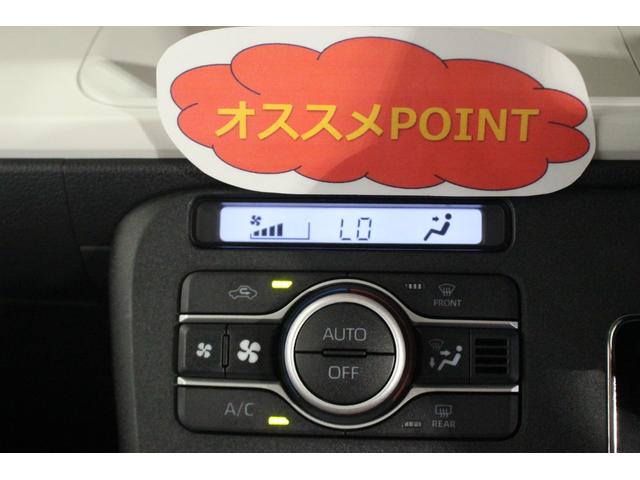 オススメPOINT
LO
FRONT
AUTO
OFF
A/C
REAR